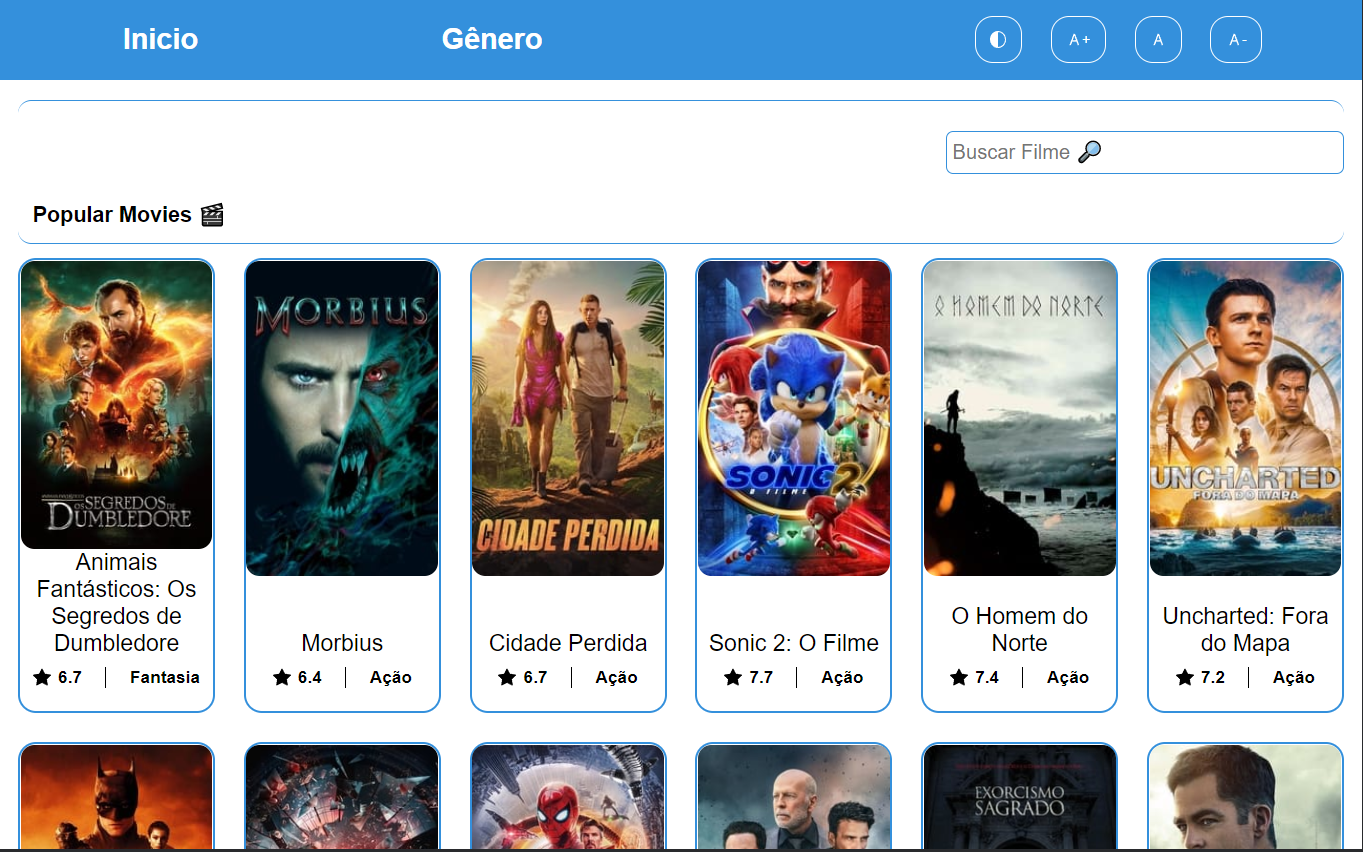 Inicio
Gênero
A +
A
A -
Buscar Filme
Popular Movies
OS SEGREDOS DE
DUMBLEDORE
MORBIUS
CIDADE PERDIDA
SONIC 2
O FILME
O HOMEM DO NORTE
UNCHARTED
FORA DO MAPA
Animais
Fantásticos: Os
Segredos de
Dumbledore
6.7
Fantasia
Morbius
6.4
Ação
Cidade Perdida
6.7
Ação
Sonic 2: O Filme
7.7
Ação
O Homem do
Norte
7.4
Ação
Uncharted: Fora
do Mapa
7.2
Ação
EXORCISMO
SAGRADO